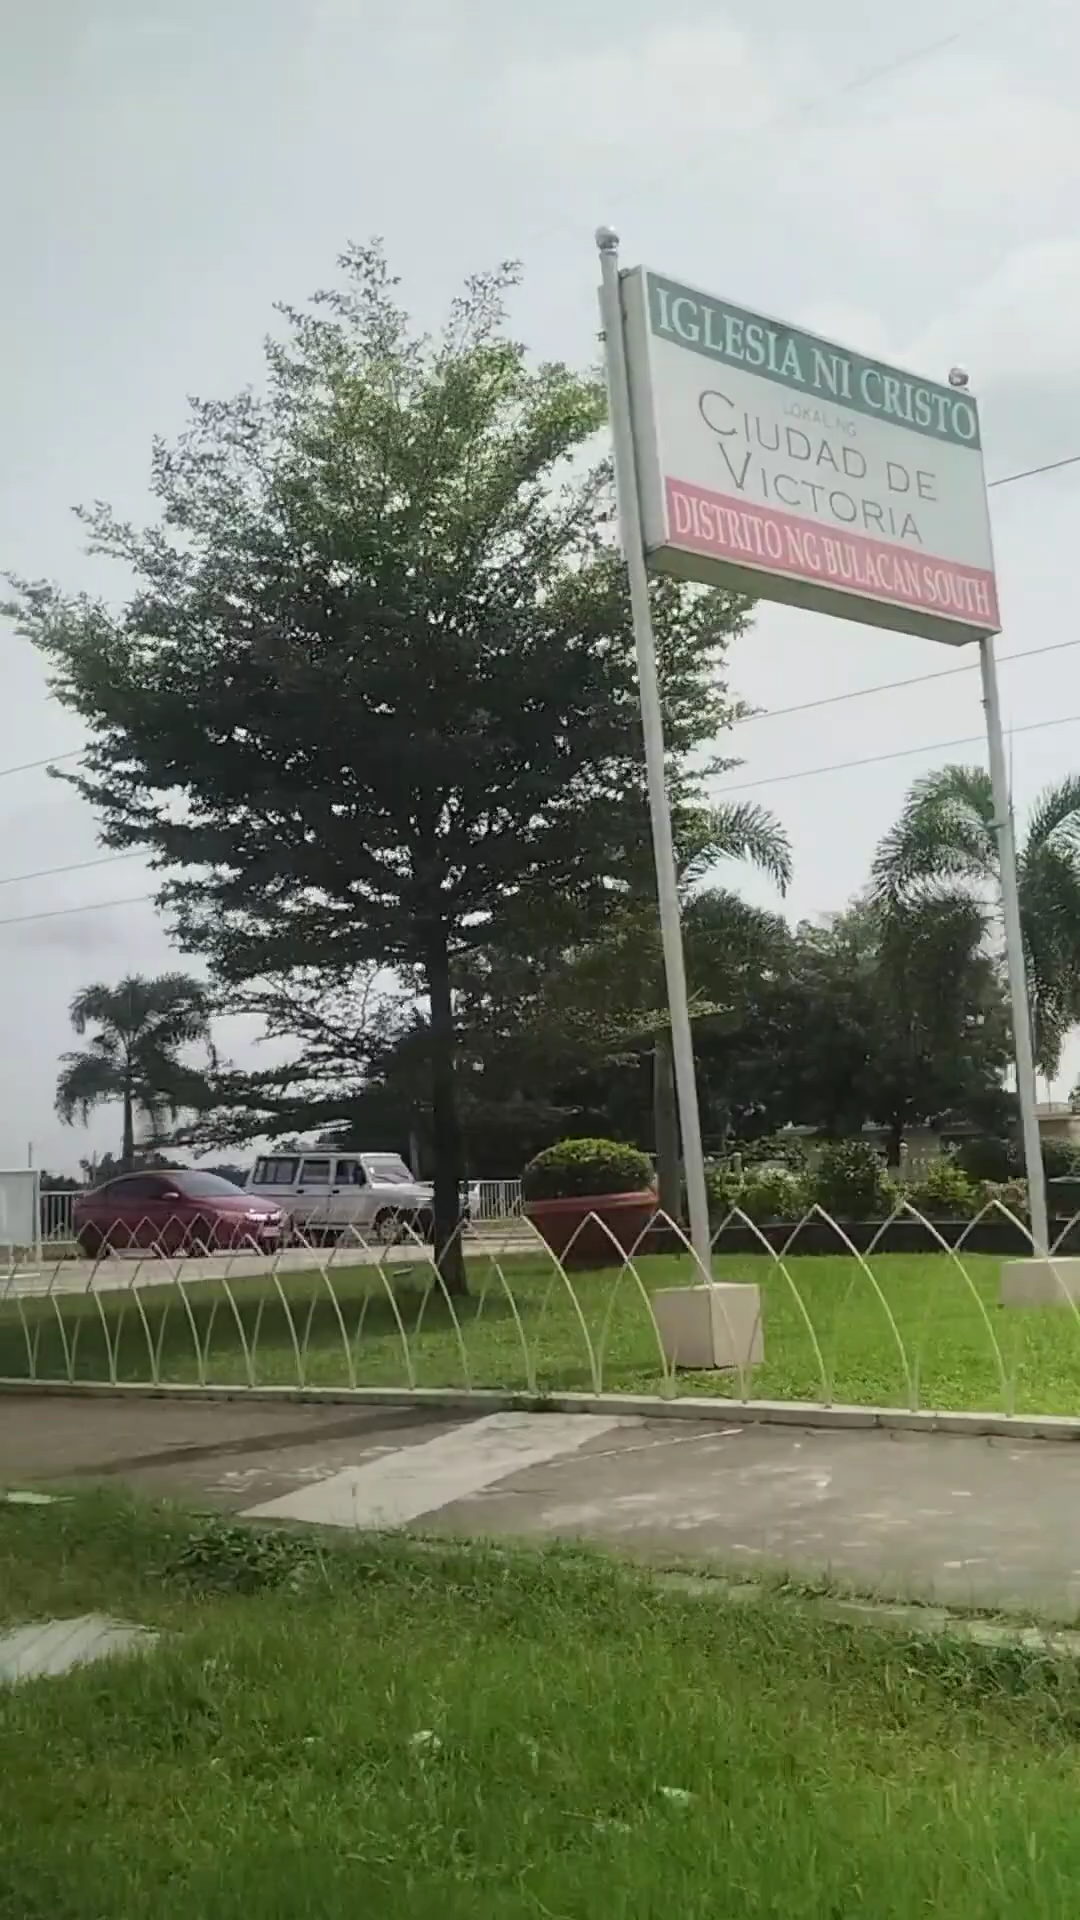 IGLESIA NI CRISTO
LOKAL NG
CIUDAD DE
VICTORIA
DISTRITO NG BULACAN SOUTH